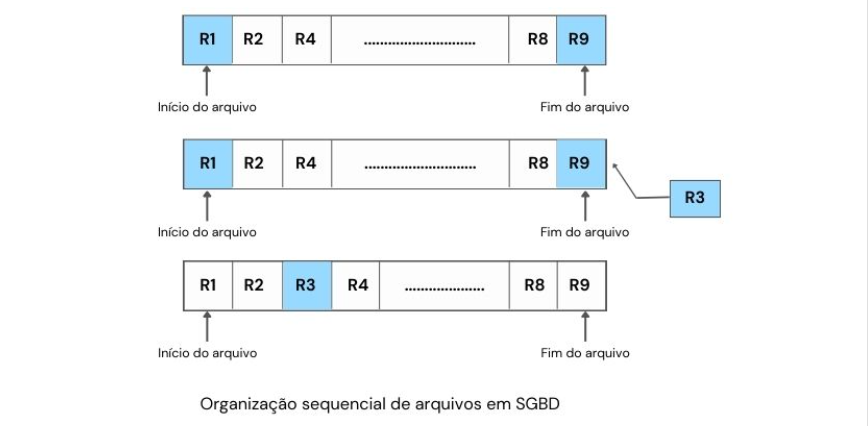 R1 R2 R4 ............................ R8 R9
Início do arquivo Fim do arquivo
R1 R2 R4 ............................ R8 R9
R3
Início do arquivo Fim do arquivo
R1 R2 R3 R4 .................... R8 R9
Início do arquivo Fim do arquivo
Organização sequencial de arquivos em SGBD